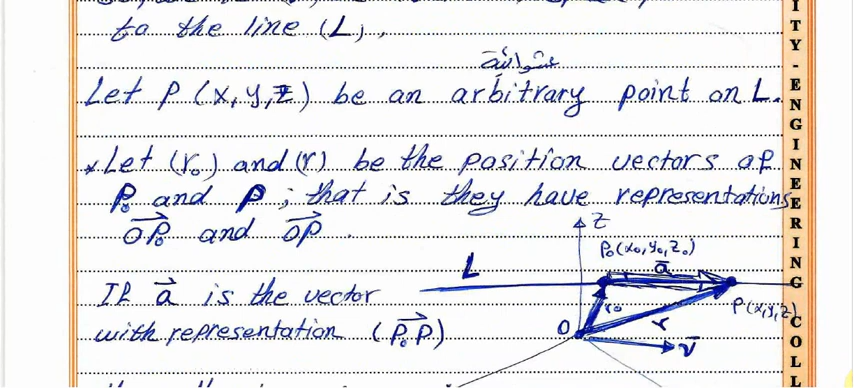 to the line (L).
عشوائية
Let P (x, y, z) be an arbitrary point on L.
* Let (r₀) and (r) be the position vectors of
P₀ and P ; that is they have representations
OP₀ and OP .
Z
P₀(x₀, y₀, z₀)
L
a
If a is the vector
P(x, y, z)
r₀
r
with representation (P₀P)
O
v
ITY - ENGINEERING COLL